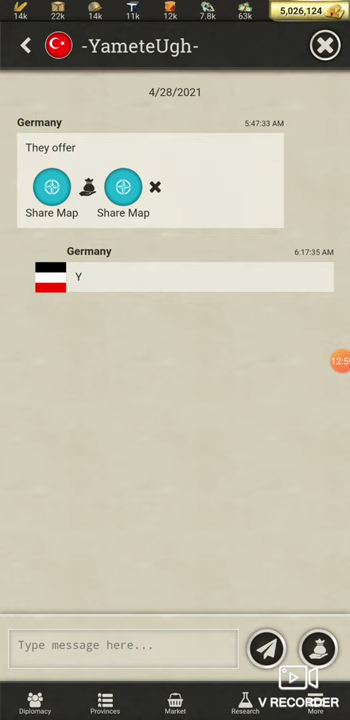 14k 22k 14k 11k 12k 7.8k 63k 5,026,124
-YameteUgh-
4/28/2021
Germany 5:47:33 AM
They offer
Share Map Share Map
Germany 6:17:35 AM
Y
Type message here...
Diplomacy Provinces Market Research More
V RECORDER